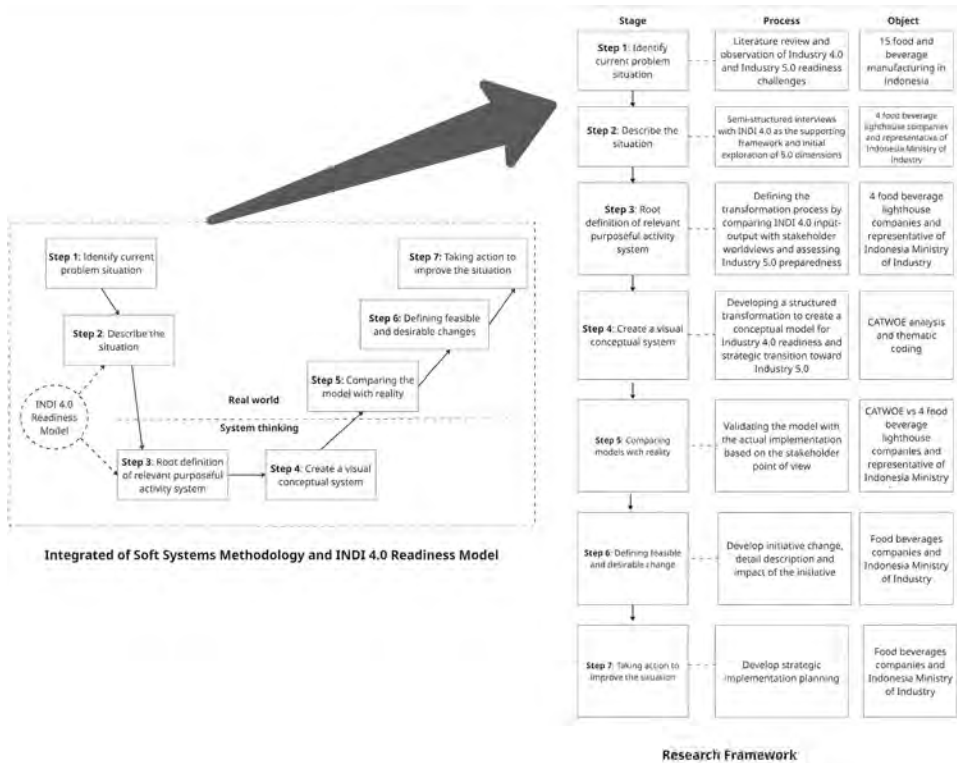 Step 1: Identify current
problem situation
Step 2: Describe the
situation
INDI 4.0
Readiness
Model
Step 3: Root definition
of relevant purposeful
activity system
Step 4: Create a visual
conceptual system
Real world
System thinking
Step 5: Comparing the
model with reality
Step 6: Defining feasible
and desirable changes
Step 7: Taking action to
improve the situation
Integrated of Soft Systems Methodology and INDI 4.0 Readiness Model
Stage
Process
Object
Step 1: Identify
current problem
situation
Literature review and
observation of Industry 4.0
and Industry 5.0 readiness
challenges
15 food and
beverage
manufacturing in
Indonesia
Step 2: Describe the
situation
Semi-structured interviews
with INDI 4.0 as the supporting
framework and initial
exploration of 5.0 dimensions
4 food beverage
lighthouse companies
and representative of
Indonesia Ministry of
Industry
Step 3: Root
definition of relevant
purposeful activity
system
Defining the
transformation process by
comparing INDI 4.0 input-
output with stakeholder
worldviews and assessing
Industry 5.0 preparedness
4 food beverage
lighthouse
companies and
representative of
Indonesia Ministry
of Industry
Step 4: Create a visual
conceptual system
Developing a structured
transformation to create a
conceptual model for
Industry 4.0 readiness and
strategic transition toward
Industry 5.0
CATWOE analysis
and thematic
coding
Step 5: Comparing
models with reality
Validating the model with
the actual implementation
based on the stakeholder
point of view
CATWOE vs 4 food
beverage
lighthouse
companies and
representative of
Indonesia Ministry
of Industry
Step 6: Defining feasible
and desirable change
Develop initiative change,
detail description and
impact of the initiative
Food beverages
companies and
Indonesia Ministry
of Industry
Step 7: Taking action to
improve the situation
Develop strategic
implementation planning
Food beverages
companies and
Indonesia Ministry
of Industry
Research Framework